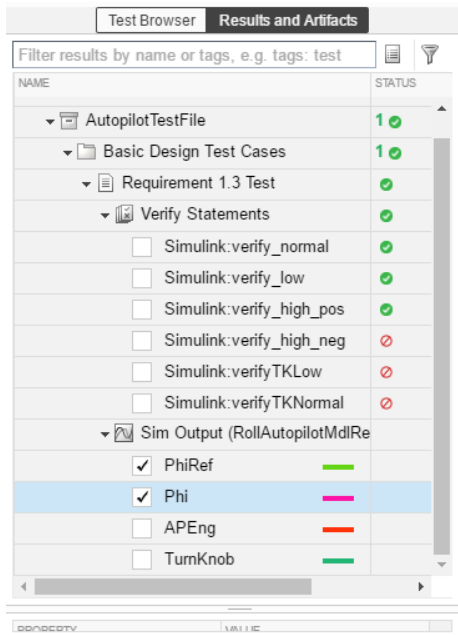 Test Browser Results and Artifacts
Filter results by name or tags, e.g. tags: test
NAME STATUS
AutopilotTestFile 1
Basic Design Test Cases 1
Requirement 1.3 Test
Verify Statements
Simulink:verify_normal
Simulink:verify_low
Simulink:verify_high_pos
Simulink:verify_high_neg
Simulink:verifyTKLow
Simulink:verifyTKNormal
Sim Output (RollAutopilotMdlRe
PhiRef
Phi
APEng
TurnKnob
PROPERTY VALUE